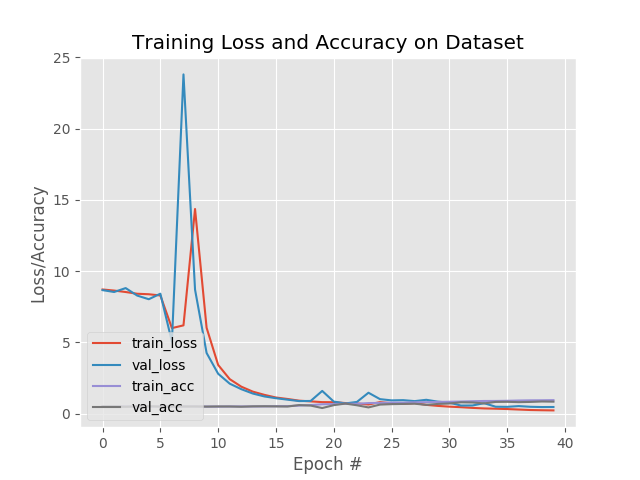 Training Loss and Accuracy on Dataset
25
20
15
10
5
0
Loss/Accuracy
train_loss
val_loss
train_acc
val_acc
0 5 10 15 20 25 30 35 40
Epoch #